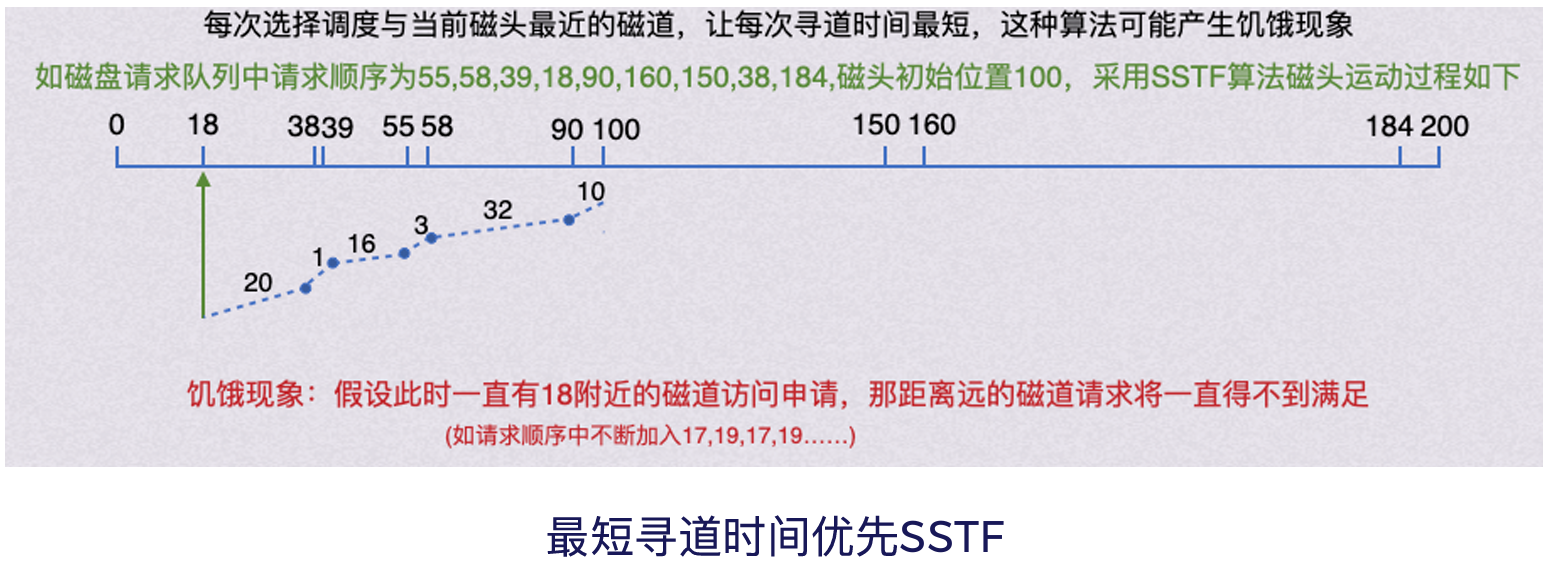 每次选择调度与当前磁头最近的磁道，让每次寻道时间最短，这种算法可能产生饥饿现象
如磁盘请求队列中请求顺序为55,58,39,18,90,160,150,38,184,磁头初始位置100，采用SSTF算法磁头运动过程如下
0 18 38 39 55 58 90 100 150 160 184 200
10
32
3
16
1
20
饥饿现象：假设此时一直有18附近的磁道访问申请，那距离远的磁道请求将一直得不到满足
(如请求顺序中不断加入17,19,17,19……)
最短寻道时间优先SSTF